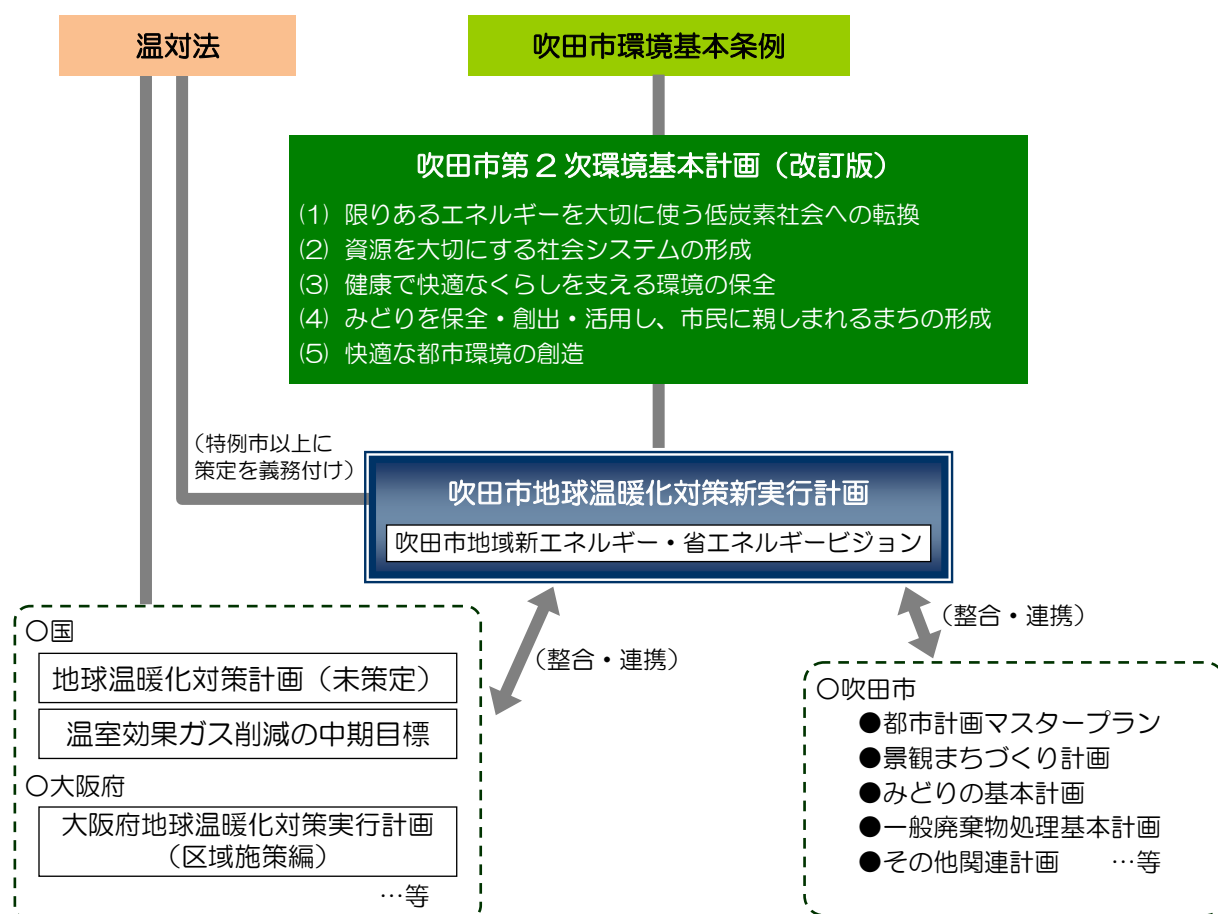 温対法
吹田市環境基本条例
吹田市第2次環境基本計画（改訂版）
(1) 限りあるエネルギーを大切に使う低炭素社会への転換
(2) 資源を大切にする社会システムの形成
(3) 健康で快適なくらしを支える環境の保全
(4) みどりを保全・創出・活用し、市民に親しまれるまちの形成
(5) 快適な都市環境の創造
（特例市以上に
策定を義務付け）
吹田市地球温暖化対策新実行計画
吹田市地域新エネルギー・省エネルギービジョン
（整合・連携）
（整合・連携）
○国
地球温暖化対策計画（未策定）
温室効果ガス削減の中期目標
○大阪府
大阪府地球温暖化対策実行計画
（区域施策編）
…等
○吹田市
●都市計画マスタープラン
●景観まちづくり計画
●みどりの基本計画
●一般廃棄物処理基本計画
●その他関連計画　…等